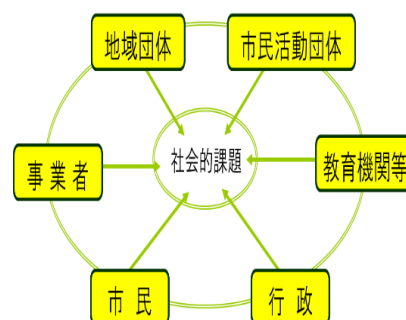 地域団体
市民活動団体
社会的課題
事業者
教育機関等
市民
行政